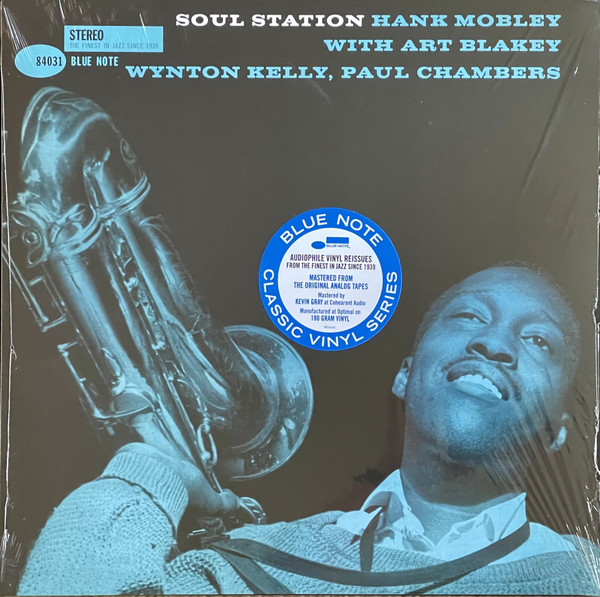 SOUL STATION HANK MOBLEY
WITH ART BLAKEY
WYNTON KELLY, PAUL CHAMBERS
STEREO
THE FINEST IN JAZZ SINCE 1939
84031 BLUE NOTE
BLUE NOTE
BLUE NOTE
AUDIOPHILE VINYL REISSUES
FROM THE FINEST IN JAZZ SINCE 1939
MASTERED FROM
THE ORIGINAL ANALOG TAPES
Mastered by
KEVIN GRAY at Cohearent Audio
Manufactured at Optimal on
180 GRAM VINYL
CLASSIC VINYL SERIES